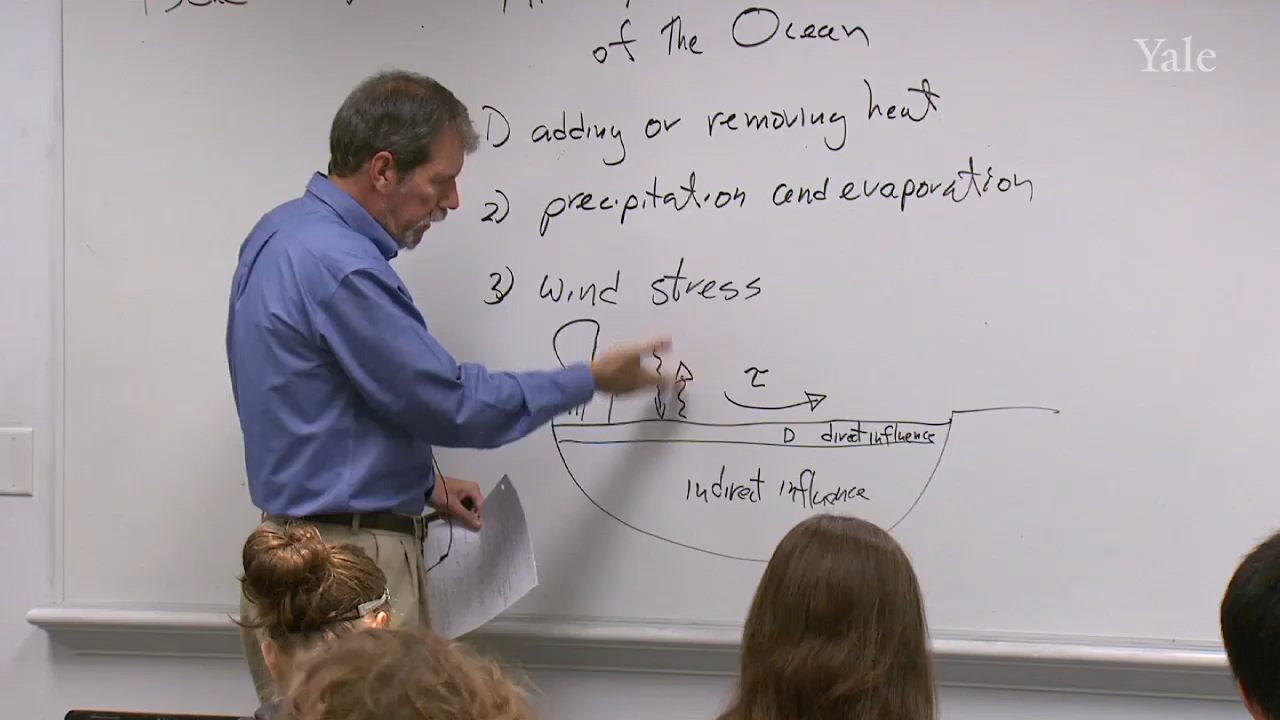 of the Ocean
Yale
1) adding or removing heat
2) precipitation and evaporation
3) wind stress
τ
D direct influence
indirect influence